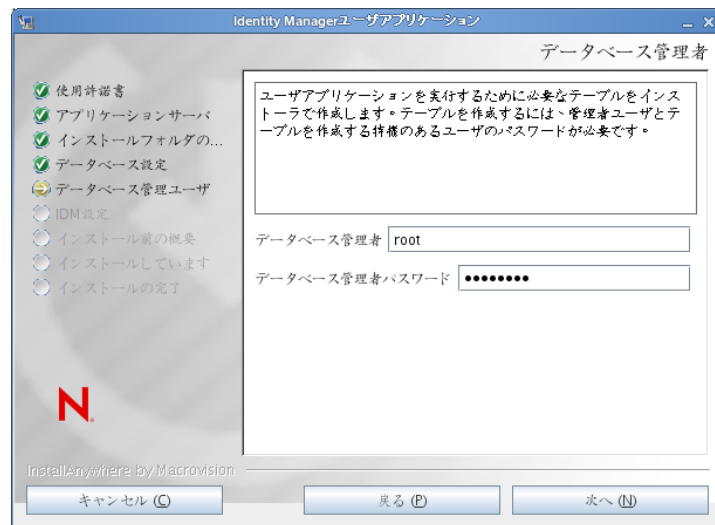 Identity Managerユーザアプリケーション
データベース管理者
使用許諾書
アプリケーションサーバ
インストールフォルダの...
データベース設定
データベース管理ユーザ
IDM設定
インストール前の概要
インストールしています
インストールの完了
ユーザアプリケーションを実行するために必要なテーブルをインス
トーラで作成します。テーブルを作成するには、管理者ユーザとテ
ーブルを作成する特権のあるユーザのパスワードが必要です。
データベース管理者 root
データベース管理者パスワード ●●●●●●●●
N
InstallAnywhere by Macrovision
キャンセル (C)
戻る (P)
次へ (N)